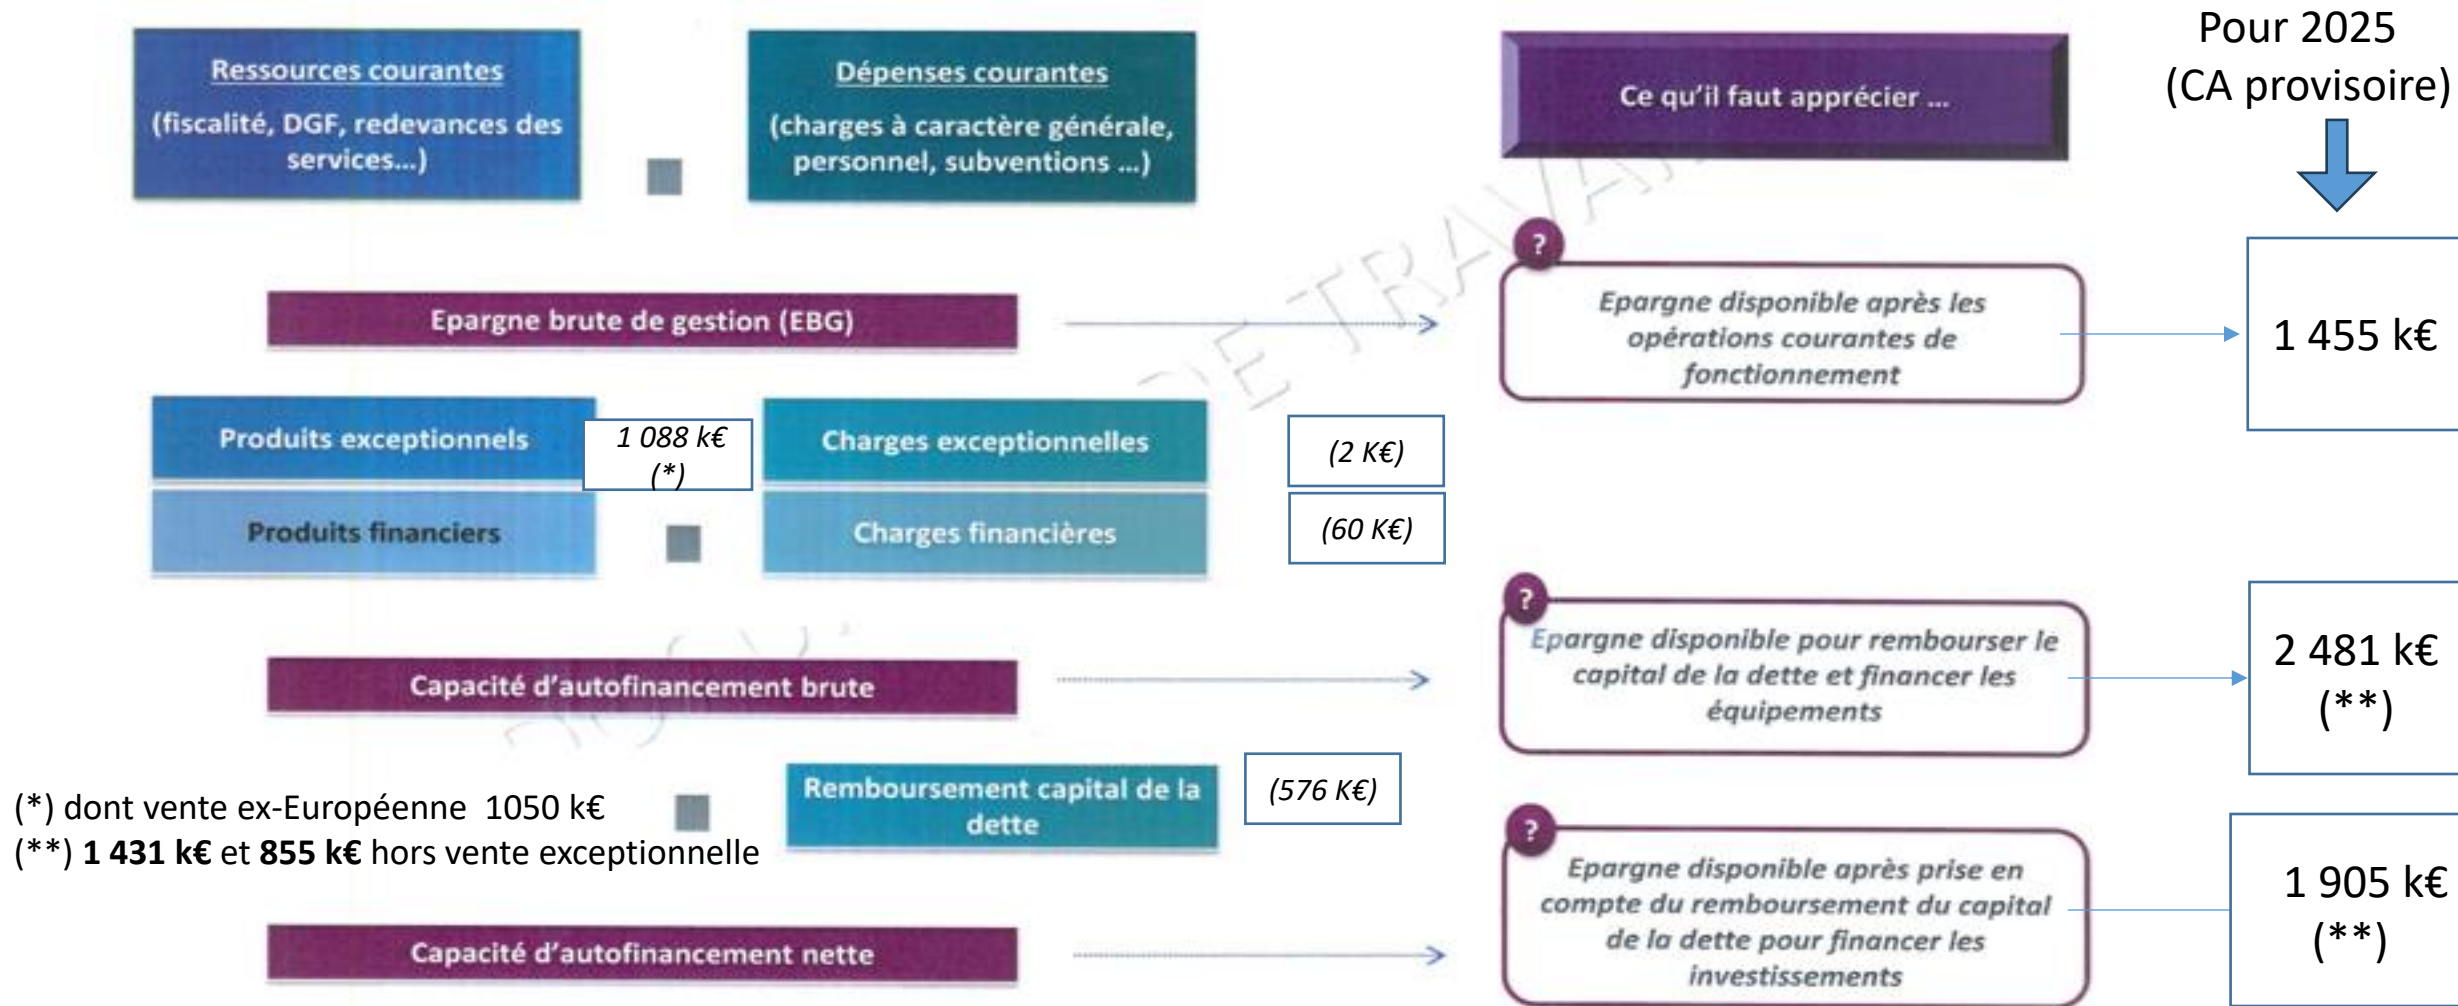 Pour 2025
(CA provisoire)
Ressources courantes
(fiscalité, DGF, redevances des
services...)
Dépenses courantes
(charges à caractère générale,
personnel, subventions ...)
Ce qu'il faut apprécier ...
DE TRAVAI
Epargne brute de gestion (EBG)
?
Epargne disponible après les
opérations courantes de
fonctionnement
1 455 k€
Produits exceptionnels
1 088 k€
(*)
Charges exceptionnelles
(2 K€)
Produits financiers
Charges financières
(60 K€)
Capacité d'autofinancement brute
?
Epargne disponible pour rembourser le
capital de la dette et financer les
équipements
2 481 k€
(**)
(*) dont vente ex-Européenne 1050 k€
(**) 1 431 k€ et 855 k€ hors vente exceptionnelle
Remboursement capital de la
dette
(576 K€)
Capacité d'autofinancement nette
?
Epargne disponible après prise en
compte du remboursement du capital
de la dette pour financer les
investissements
1 905 k€
(**)